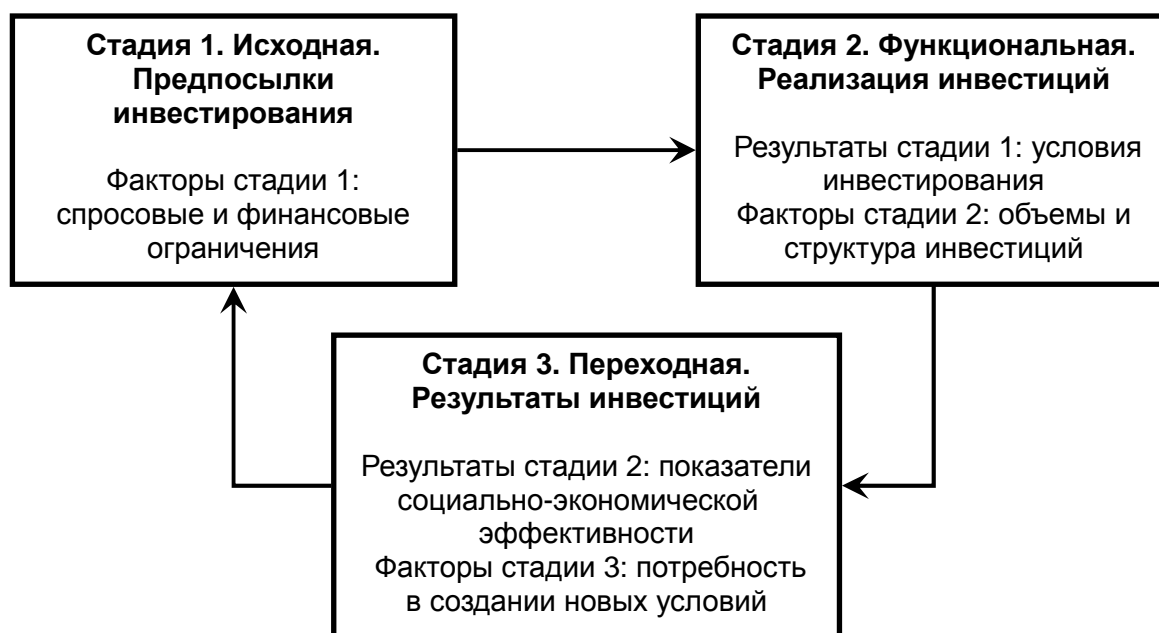 Стадия 1. Исходная.
Предпосылки
инвестирования
Факторы стадии 1:
спросовые и финансовые
ограничения
Стадия 2. Функциональная.
Реализация инвестиций
Результаты стадии 1: условия
инвестирования
Факторы стадии 2: объемы и
структура инвестиций
Стадия 3. Переходная.
Результаты инвестиций
Результаты стадии 2: показатели
социально-экономической
эффективности
Факторы стадии 3: потребность
в создании новых условий